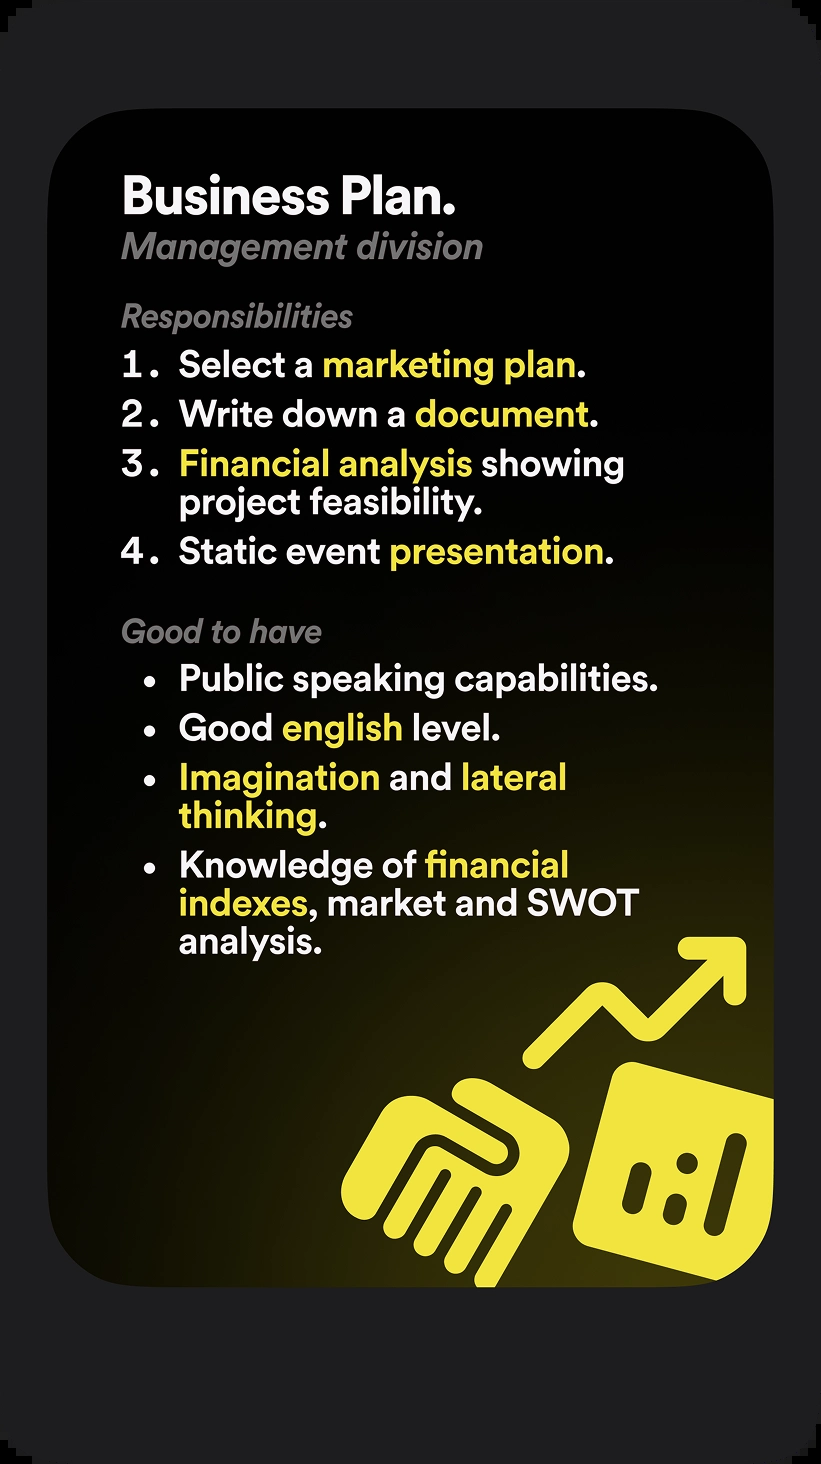 Business Plan.
Management division
Responsibilities
1. Select a marketing plan.
2. Write down a document.
3. Financial analysis showing
project feasibility.
4. Static event presentation.
Good to have
• Public speaking capabilities.
• Good english level.
• Imagination and lateral
thinking.
• Knowledge of financial
indexes, market and SWOT
analysis.